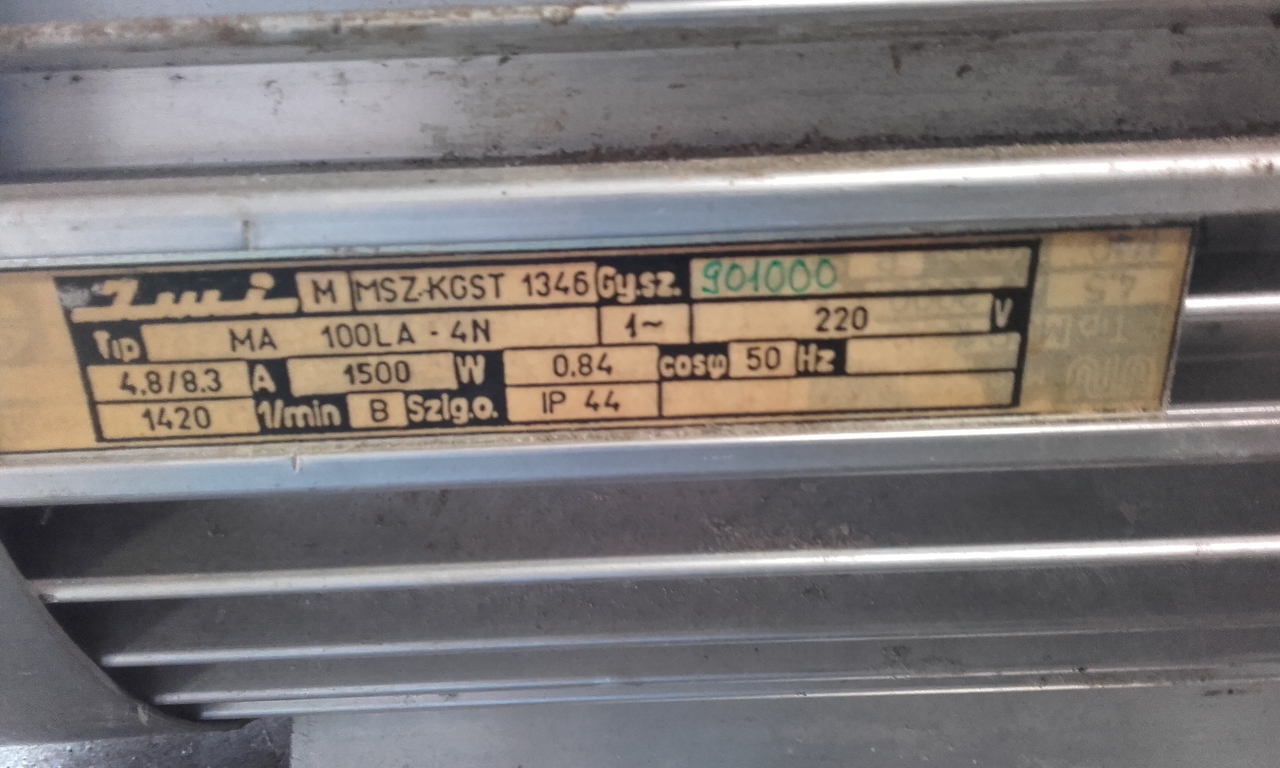 M MSZ-KGST 1346 Gy.sz. 901000
Tip MA 100LA - 4N 1~ 220 V
4.8/8.3 A 1500 W 0.84 cosφ 50 Hz
1420 1/min B Szig.o. IP 44